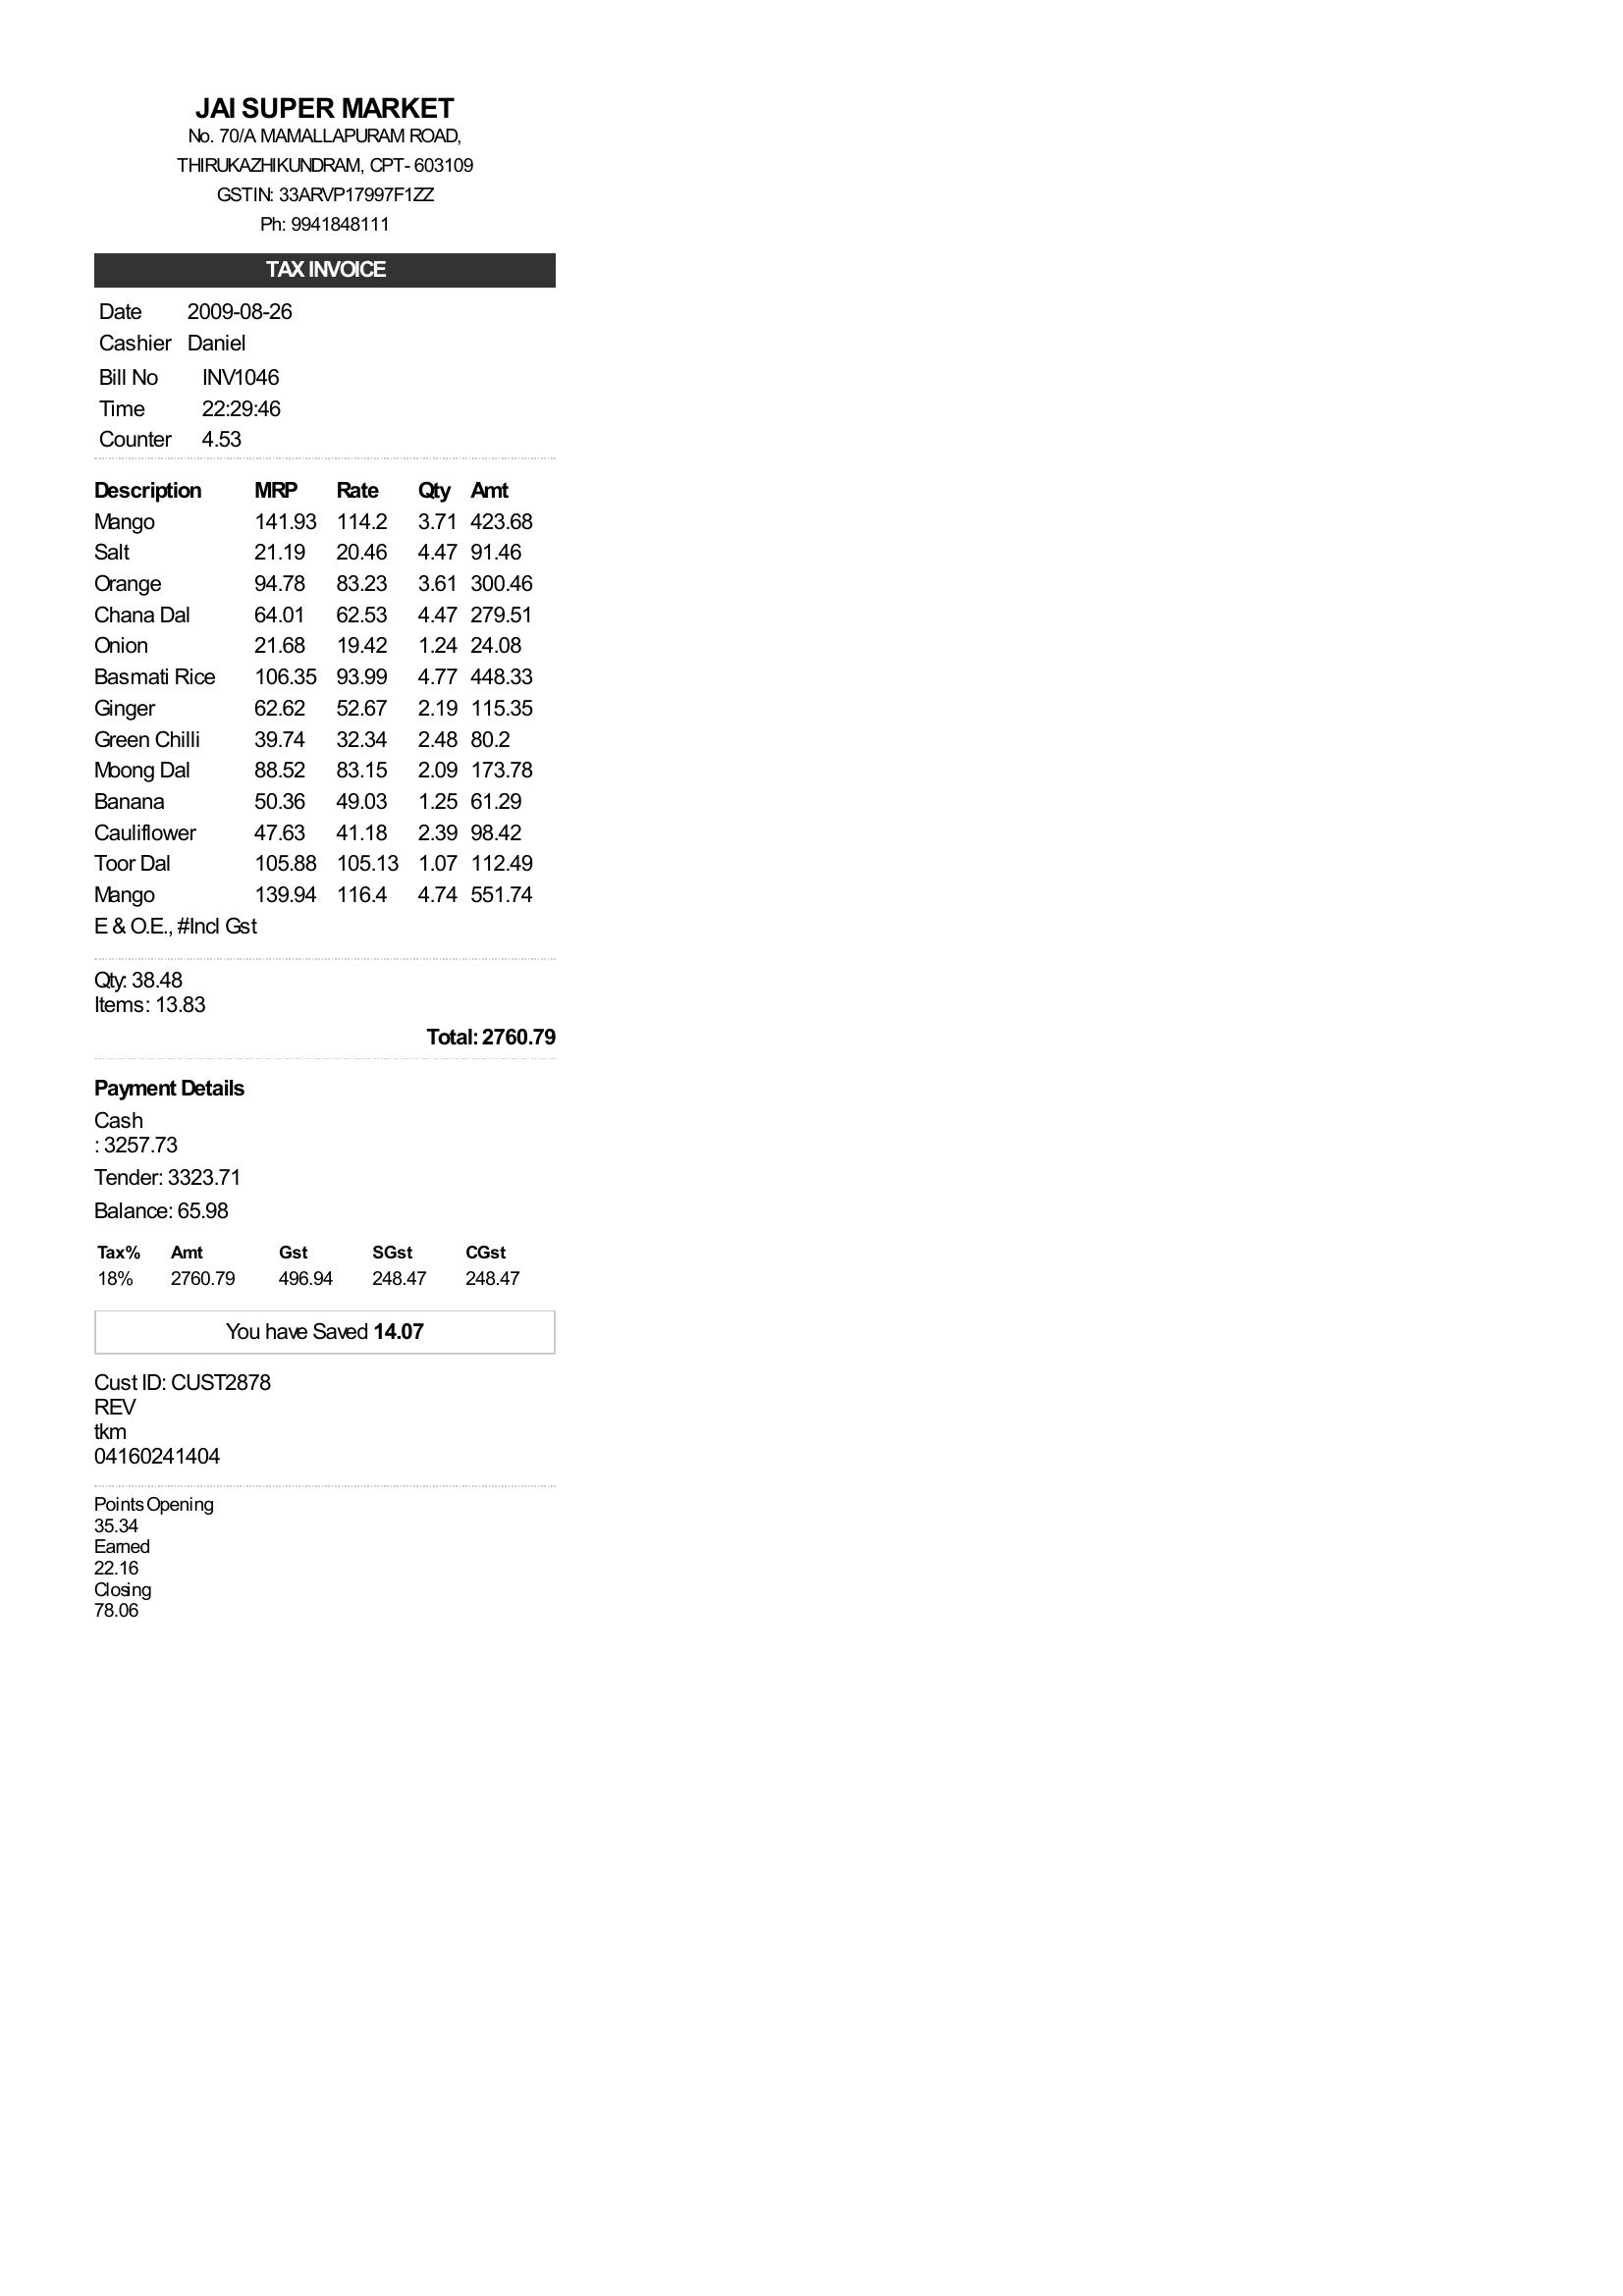 JAI SUPER MARKET
No. 70/A MAMALLAPURAM ROAD,
THIRUKAZHIKUNDRAM, CPT- 603109
GSTIN: 33ARVP17997F1ZZ
Ph: 9941848111
TAX INVOICE
Date 2009-08-26
Cashier Daniel
Bill No INV1046
Time 22:29:46
Counter 4.53
Description MRP Rate Qty Amt
Mango 141.93 114.2 3.71 423.68
Salt 21.19 20.46 4.47 91.46
Orange 94.78 83.23 3.61 300.46
Chana Dal 64.01 62.53 4.47 279.51
Onion 21.68 19.42 1.24 24.08
Basmati Rice 106.35 93.99 4.77 448.33
Ginger 62.62 52.67 2.19 115.35
Green Chilli 39.74 32.34 2.48 80.2
Moong Dal 88.52 83.15 2.09 173.78
Banana 50.36 49.03 1.25 61.29
Cauliflower 47.63 41.18 2.39 98.42
Toor Dal 105.88 105.13 1.07 112.49
Mango 139.94 116.4 4.74 551.74
E & O.E., #Incl Gst
Qty: 38.48
Items: 13.83
Total: 2760.79
Payment Details
Cash
: 3257.73
Tender: 3323.71
Balance: 65.98
Tax% Amt Gst SGst CGst
18% 2760.79 496.94 248.47 248.47
You have Saved 14.07
Cust ID: CUST2878
REV
tkm
04160241404
Points Opening
35.34
Earned
22.16
Closing
78.06